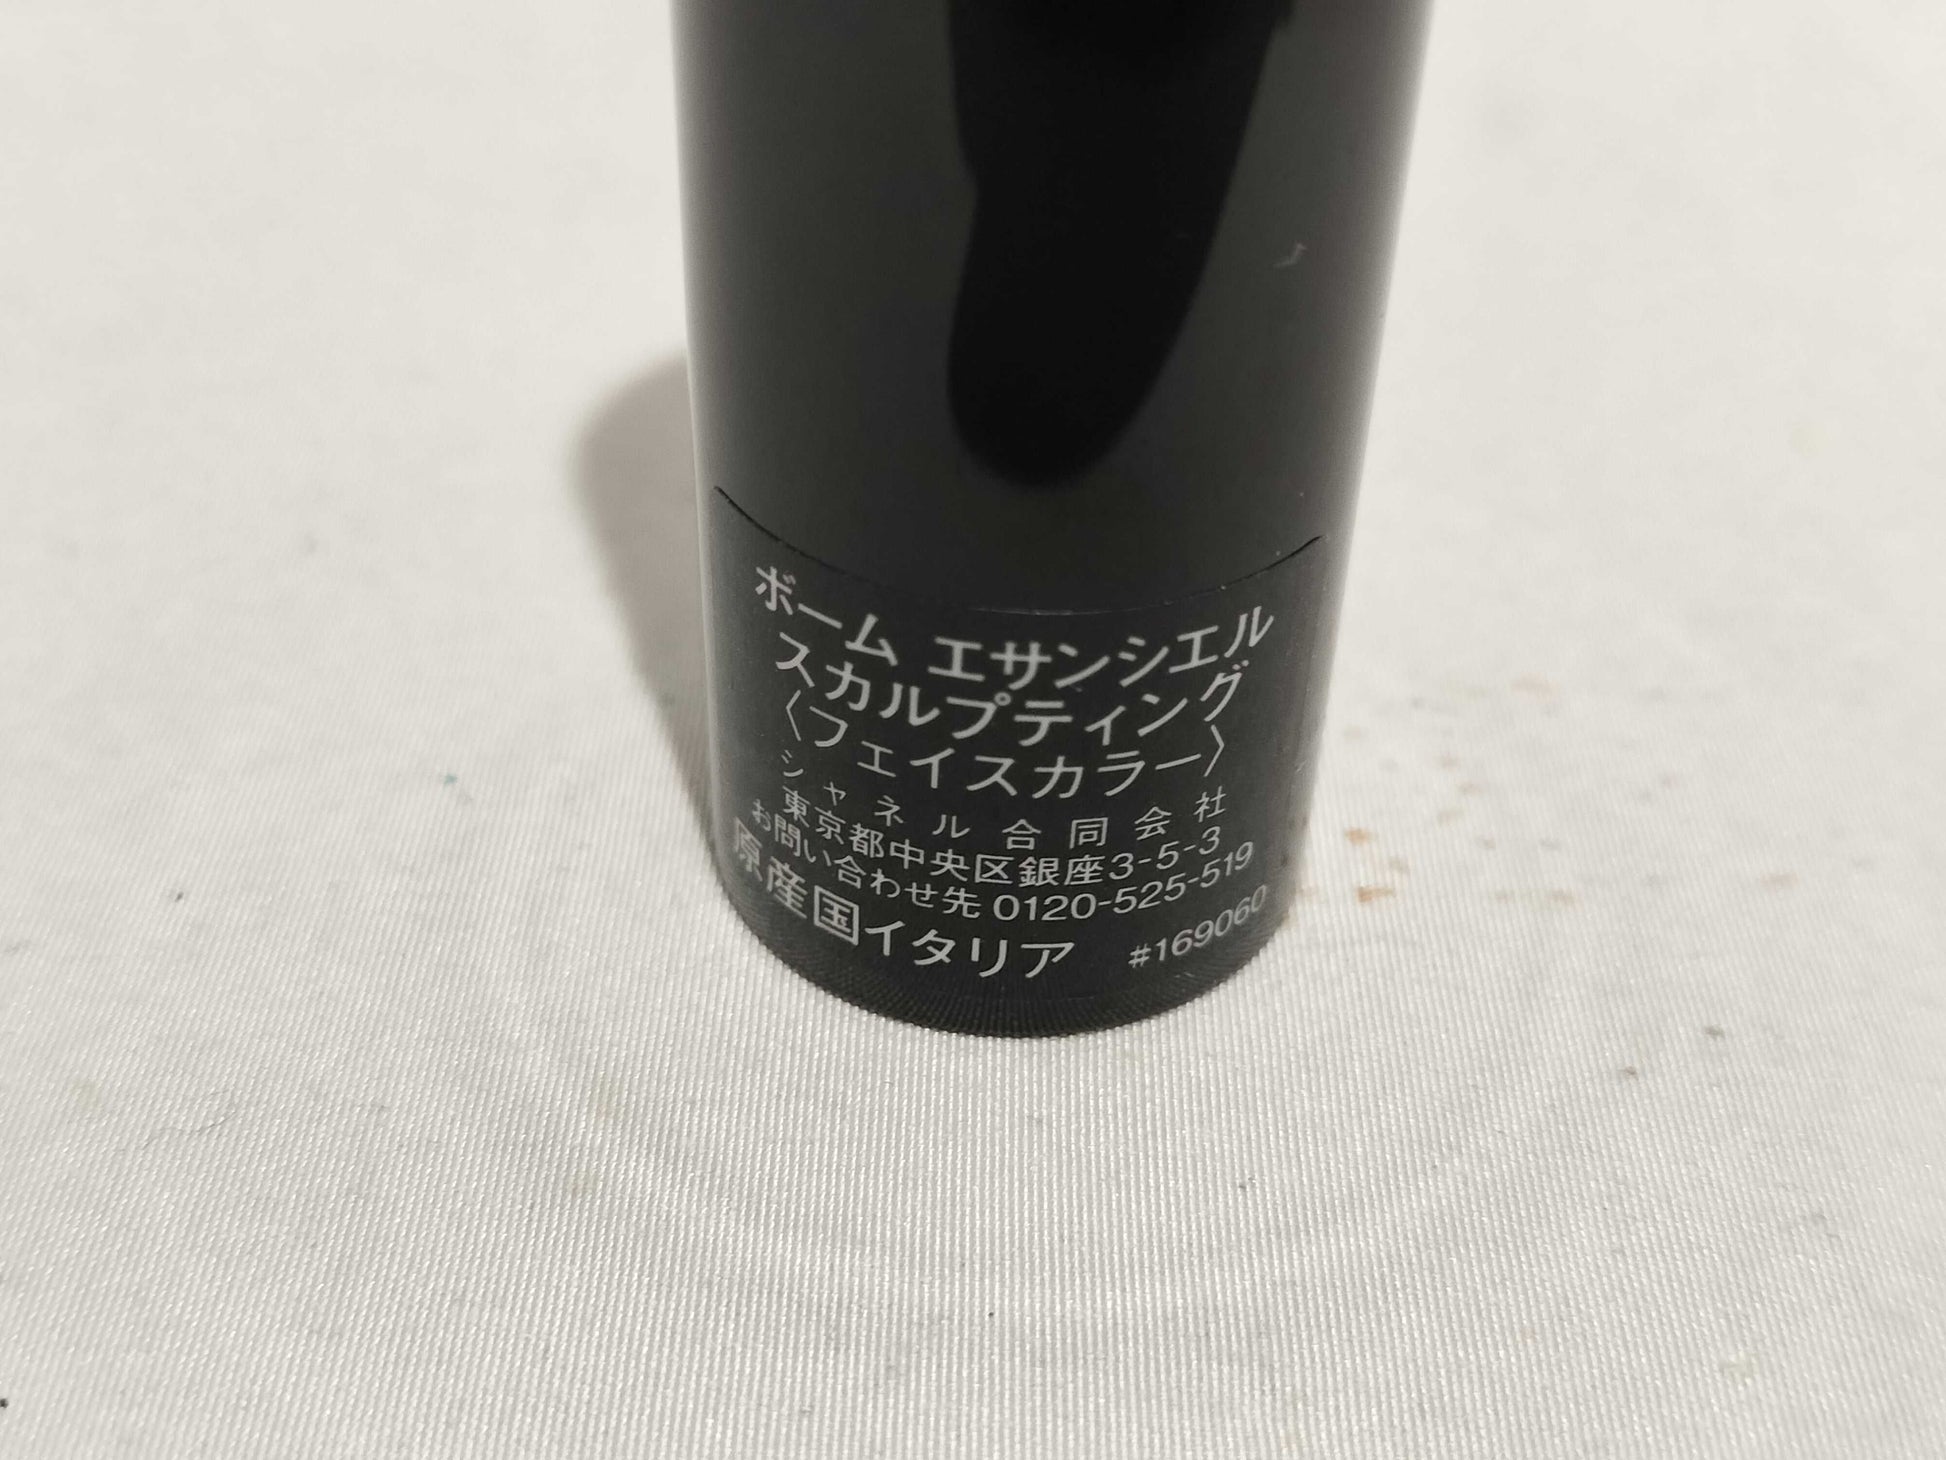 ボーム エサンシエル
スカルプティング
〈フェイスカラー〉
シャネル合同会社
東京都中央区銀座3-5-3
お問い合わせ先 0120-525-519
原産国イタリア #169060